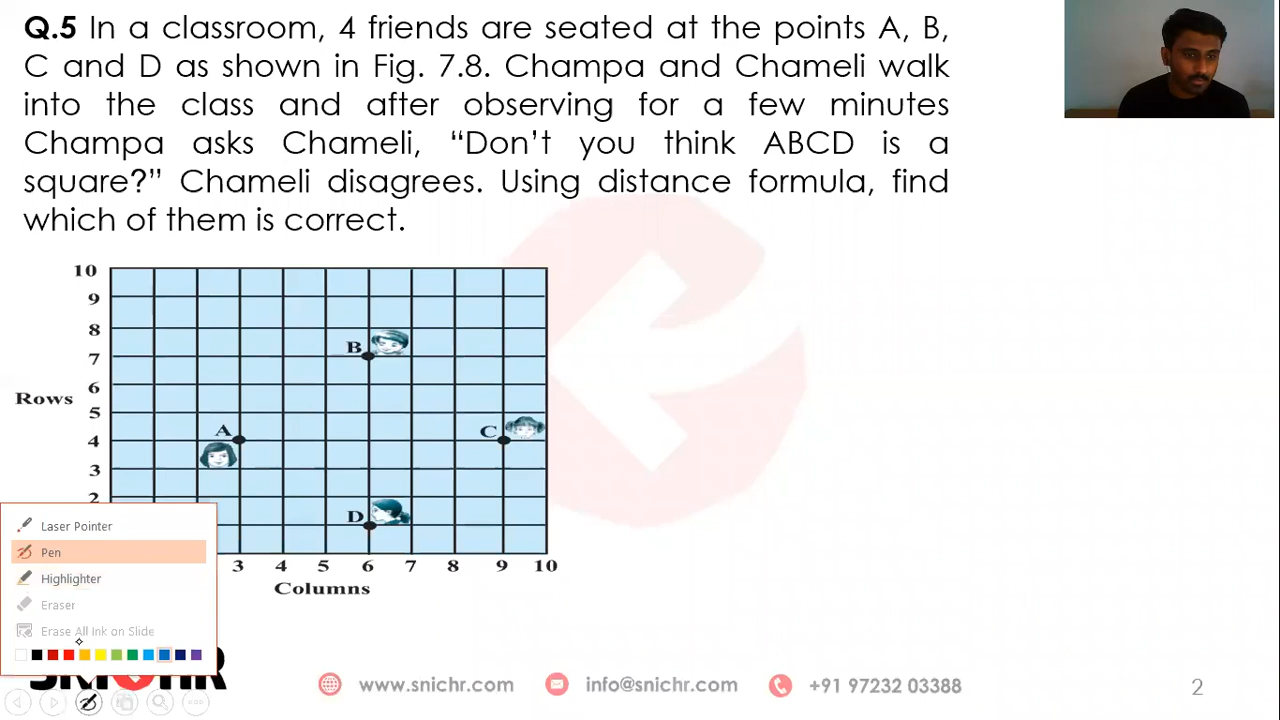 Q.5 In a classroom, 4 friends are seated at the points A, B,
C and D as shown in Fig. 7.8. Champa and Chameli walk
into the class and after observing for a few minutes
Champa asks Chameli, “Don’t you think ABCD is a
square?” Chameli disagrees. Using distance formula, find
which of them is correct.
10
9
8
B
7
6
Rows
5
A
C
4
3
2
D
3 4 5 6 7 8 9 10
Columns
Laser Pointer
Pen
Highlighter
Eraser
Erase All Ink on Slide
www.snichr.com info@snichr.com +91 97232 03388 2